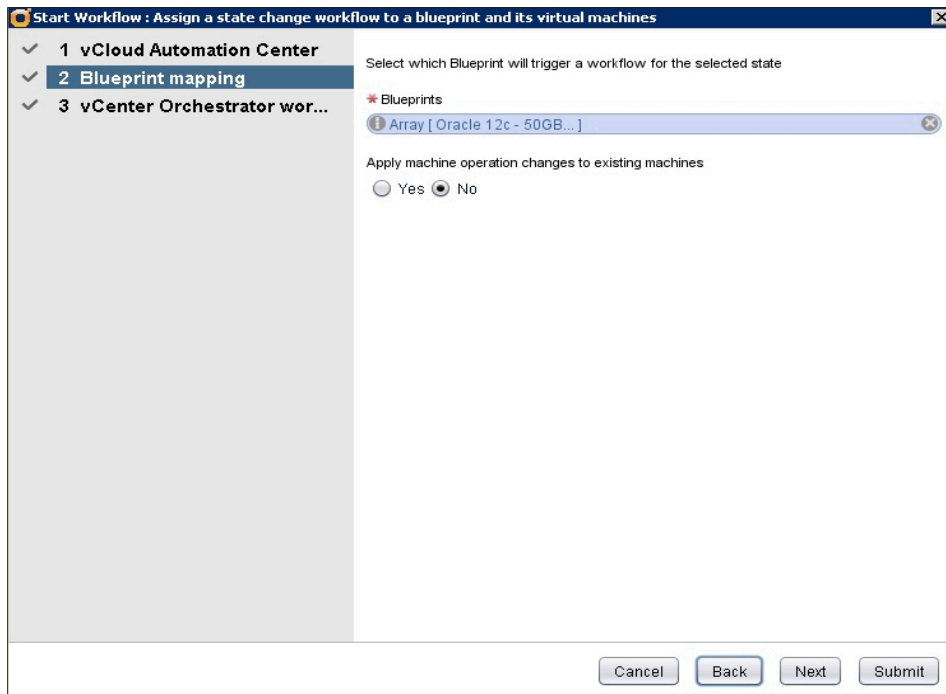 Start Workflow : Assign a state change workflow to a blueprint and its virtual machines
1 vCloud Automation Center
2 Blueprint mapping
3 vCenter Orchestrator wor...
Select which Blueprint will trigger a workflow for the selected state
* Blueprints
Array [ Oracle 12c - 50GB... ]
Apply machine operation changes to existing machines
Yes No
Cancel Back Next Submit